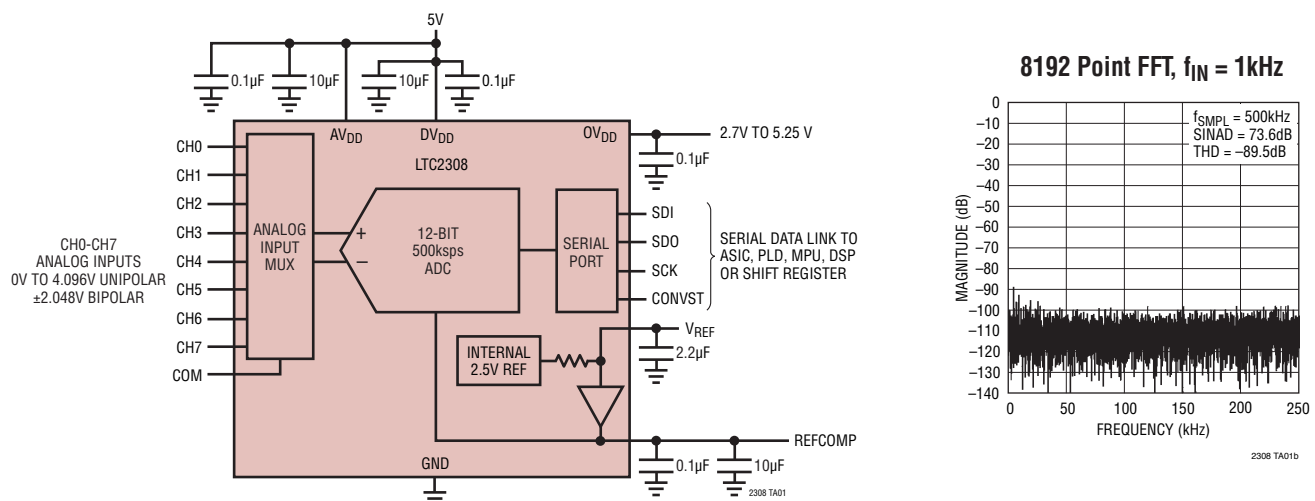 5V
0.1µF
10µF
10µF
0.1µF
AVDD
DVDD
OVDD
2.7V TO 5.25 V
0.1µF
LTC2308
CH0
CH1
CH2
CH3
CH4
CH5
CH6
CH7
COM
CH0-CH7
ANALOG INPUTS
0V TO 4.096V UNIPOLAR
±2.048V BIPOLAR
ANALOG
INPUT
MUX
+
–
12-BIT
500ksps
ADC
SERIAL
PORT
SDI
SDO
SCK
CONVST
SERIAL DATA LINK TO
ASIC, PLD, MPU, DSP
OR SHIFT REGISTER
INTERNAL
2.5V REF
VREF
2.2µF
REFCOMP
0.1µF
10µF
GND
2308 TA01
8192 Point FFT, fIN = 1kHz
fSMPL = 500kHz
SINAD = 73.6dB
THD = –89.5dB
MAGNITUDE (dB)
0
–10
–20
–30
–40
–50
–60
–70
–80
–90
–100
–110
–120
–130
–140
0
50
100
150
200
250
FREQUENCY (kHz)
2308 TA01b